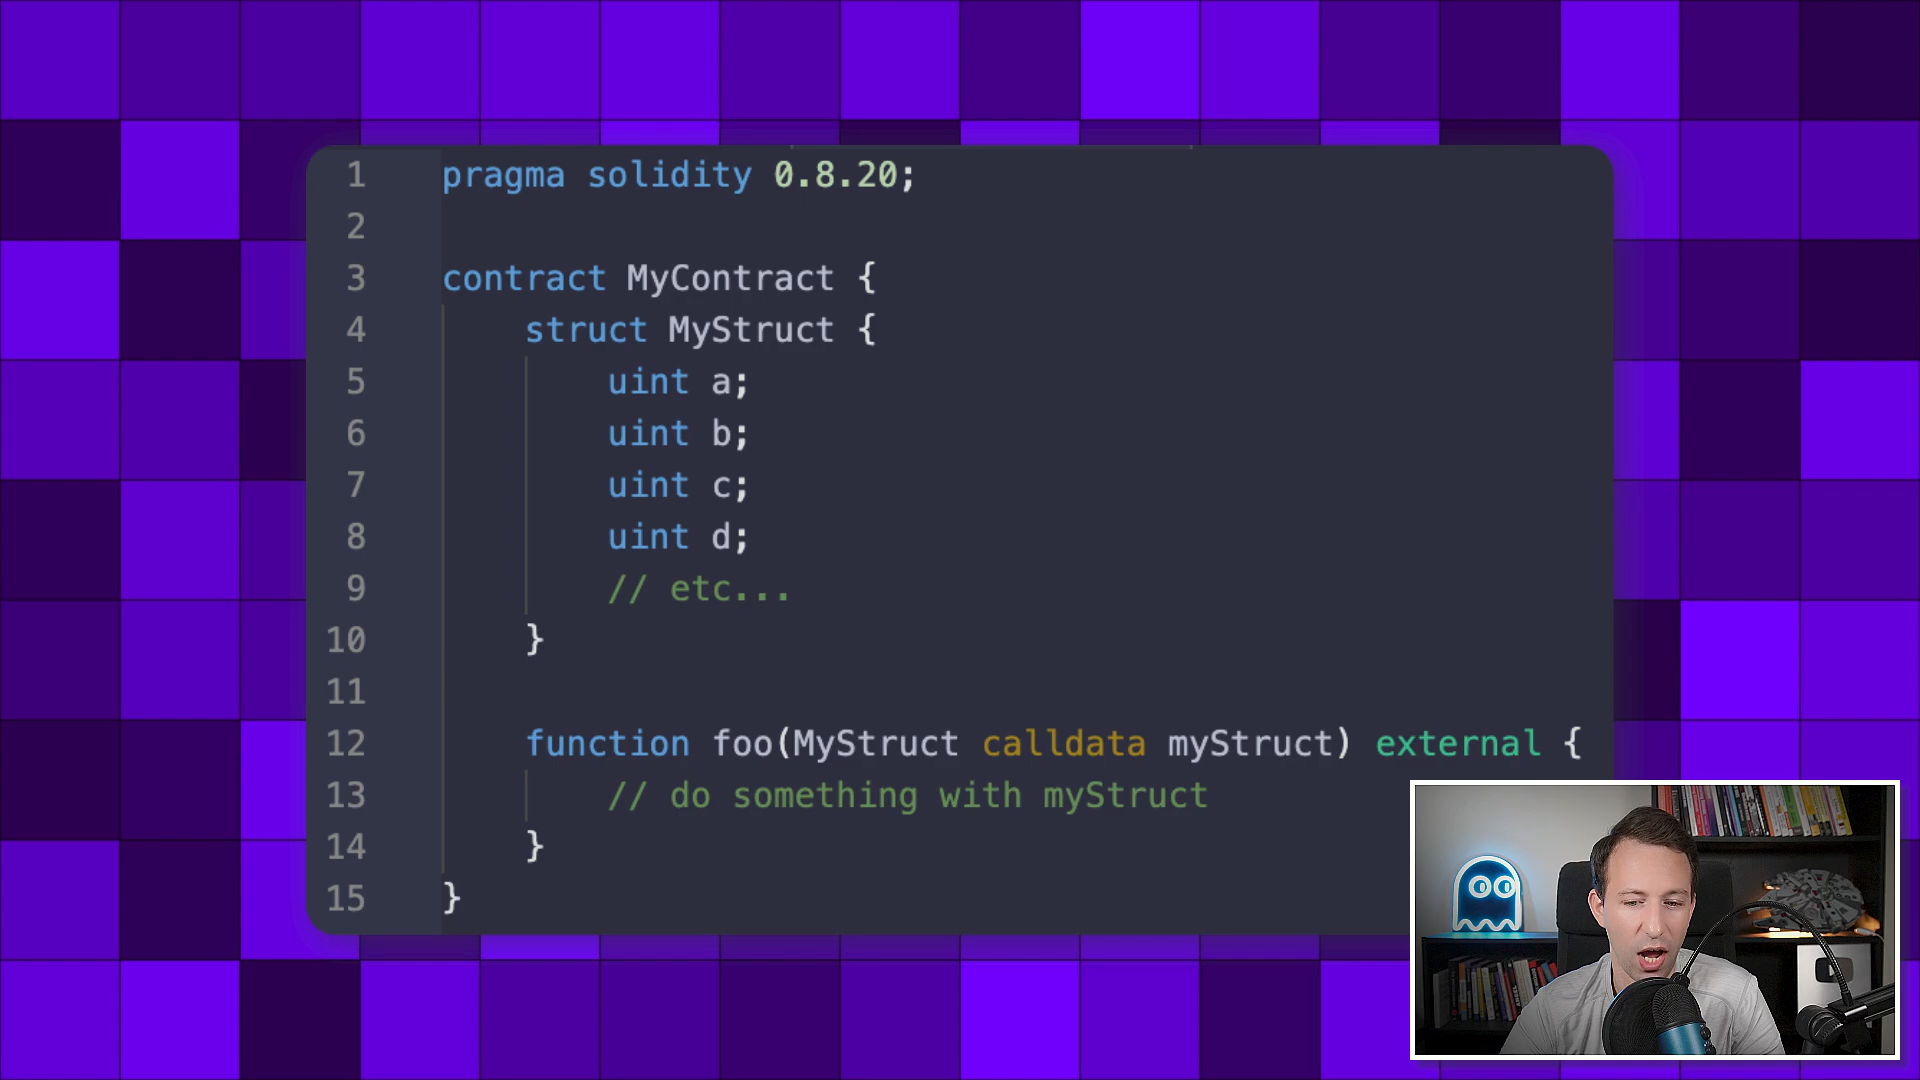 1 pragma solidity 0.8.20;
2
3 contract MyContract {
4 struct MyStruct {
5 uint a;
6 uint b;
7 uint c;
8 uint d;
9 // etc...
10 }
11
12 function foo(MyStruct calldata myStruct) external {
13 // do something with myStruct
14 }
15 }